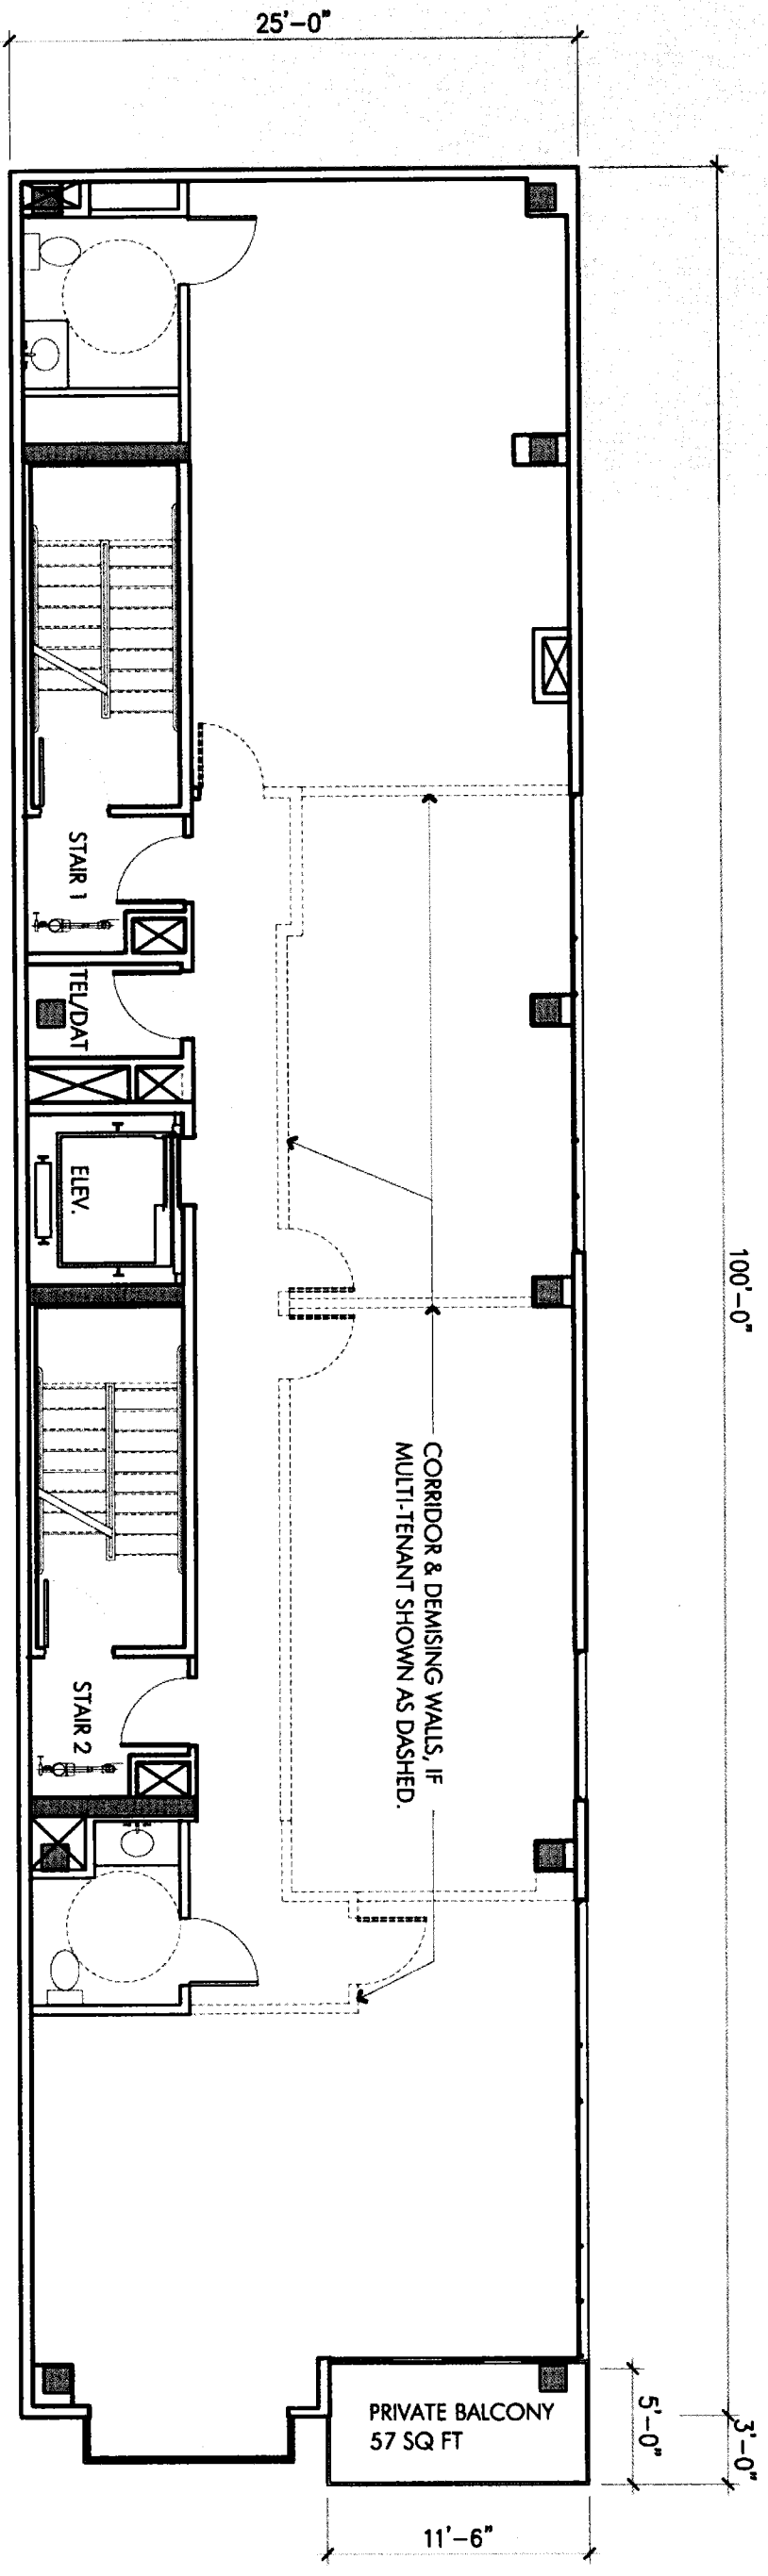 25'-0"
100'-0"
STAIR 1
TEL/DAT
ELEV.
CORRIDOR & DEMISING WALLS, IF
MULTI-TENANT SHOWN AS DASHED.
STAIR 2
PRIVATE BALCONY
57 SQ FT
5'-0"
3'-0"
11'-6"